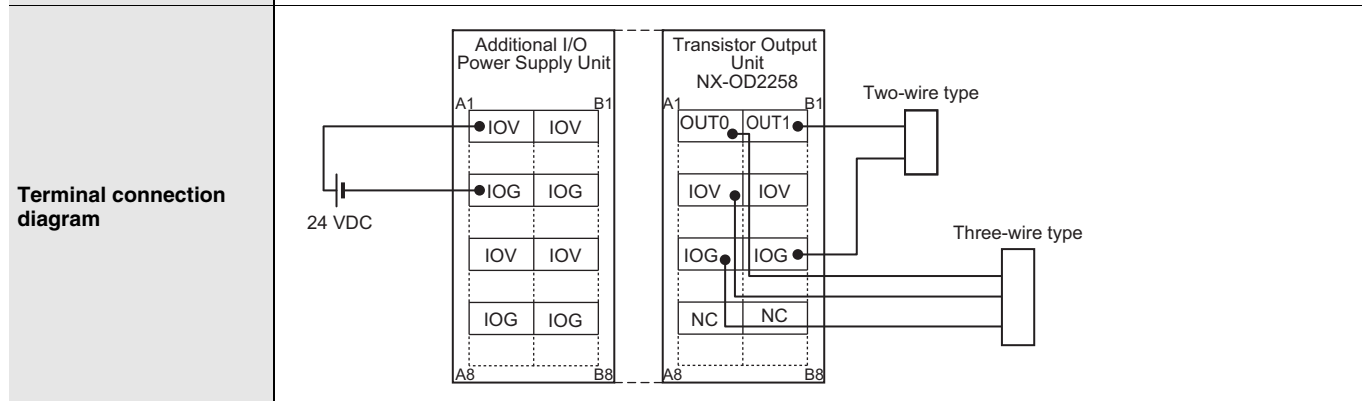 Terminal connection
diagram
Additional I/O
Power Supply Unit
A1 B1
IOV IOV
IOG IOG
IOV IOV
IOG IOG
A8 B8
24 VDC
Transistor Output
Unit
NX-OD2258
A1 B1
OUT0 OUT1
IOV IOV
IOG IOG
NC NC
A8 B8
Two-wire type
Three-wire type